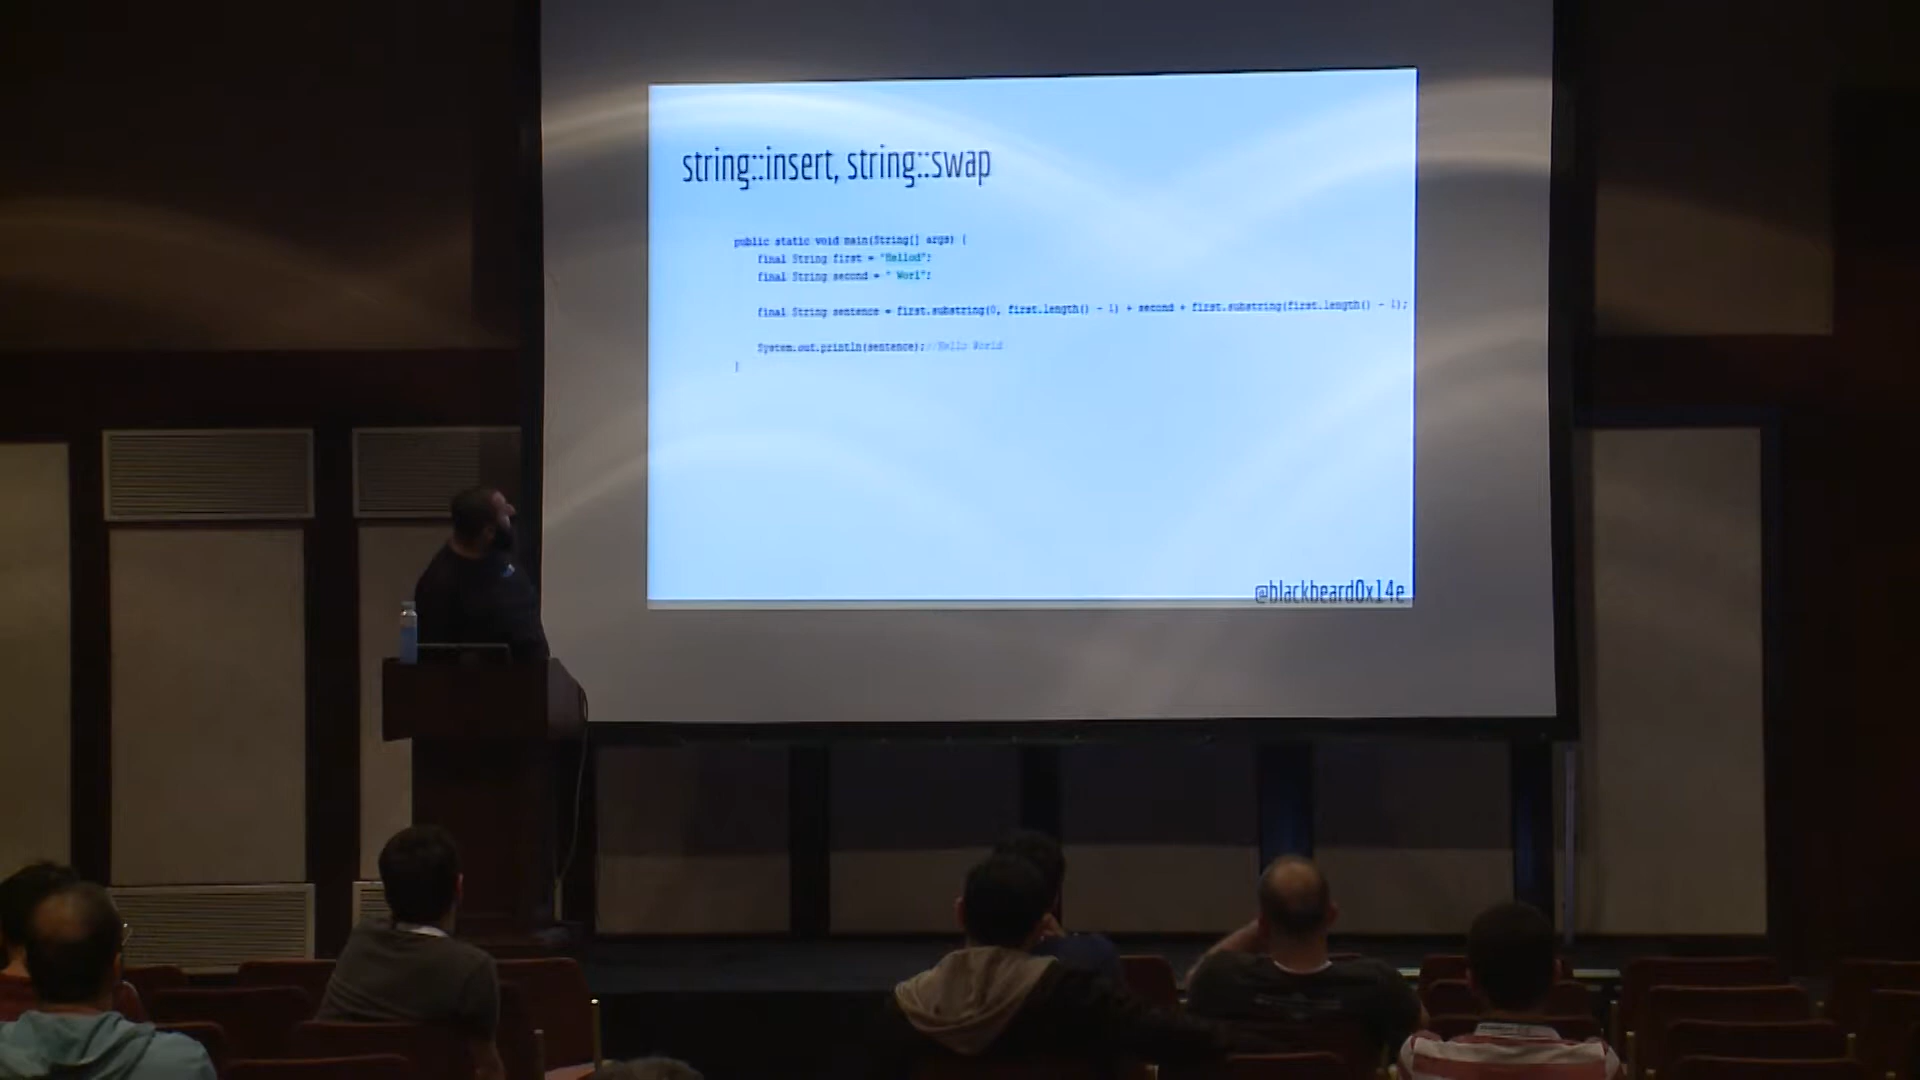 string::insert, string::swap
public static void main(String[] args) {
final String first = "Hellod";
final String second = " Worl";
final String sentence = first.substring(0, first.length() - 1) + second + first.substring(first.length() - 1);
System.out.println(sentence);//Hello World
}
@blackbeard0x14e